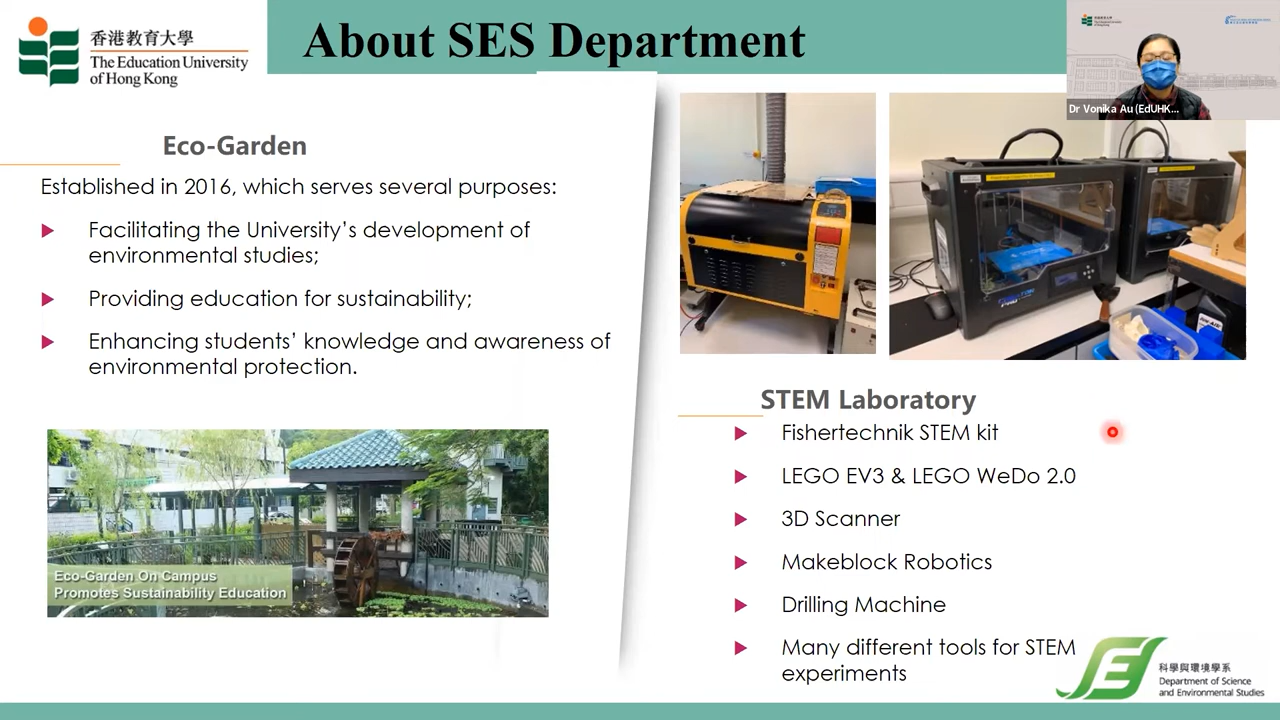 香港教育大學
The Education University
of Hong Kong
About SES Department
Dr Vonika Au (EdUHK...
Eco-Garden
Established in 2016, which serves several purposes:
Facilitating the University’s development of
environmental studies;
Providing education for sustainability;
Enhancing students’ knowledge and awareness of
environmental protection.
Eco-Garden On Campus
Promotes Sustainability Education
STEM Laboratory
Fishertechnik STEM kit
LEGO EV3 & LEGO WeDo 2.0
3D Scanner
Makeblock Robotics
Drilling Machine
Many different tools for STEM
experiments
科學與環境學系
Department of Science
and Environmental Studies